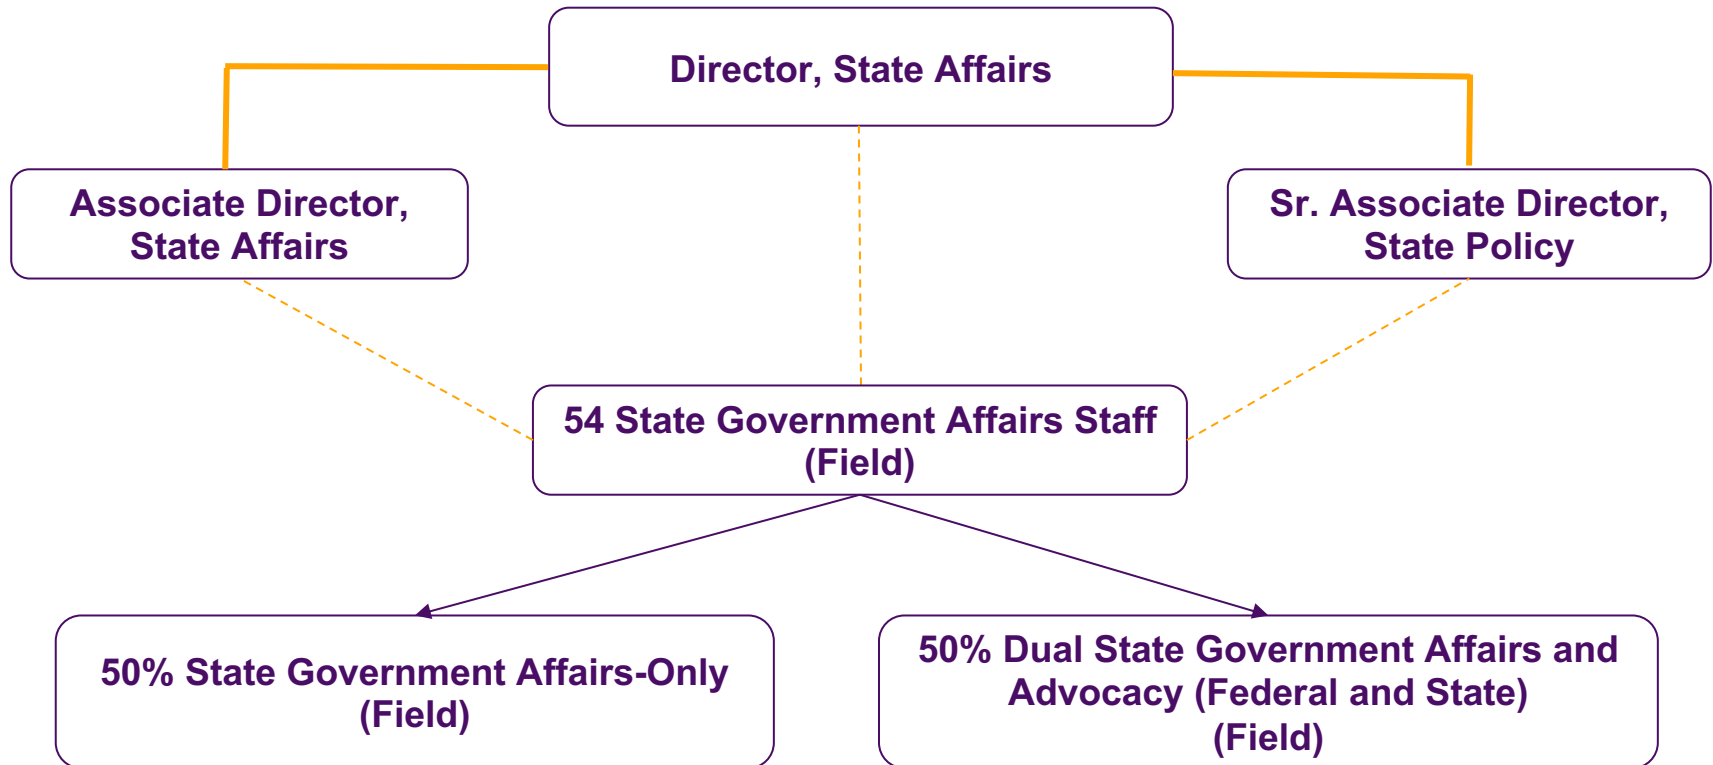 Director, State Affairs
Associate Director,
State Affairs
Sr. Associate Director,
State Policy
54 State Government Affairs Staff
(Field)
50% State Government Affairs-Only
(Field)
50% Dual State Government Affairs and
Advocacy (Federal and State)
(Field)